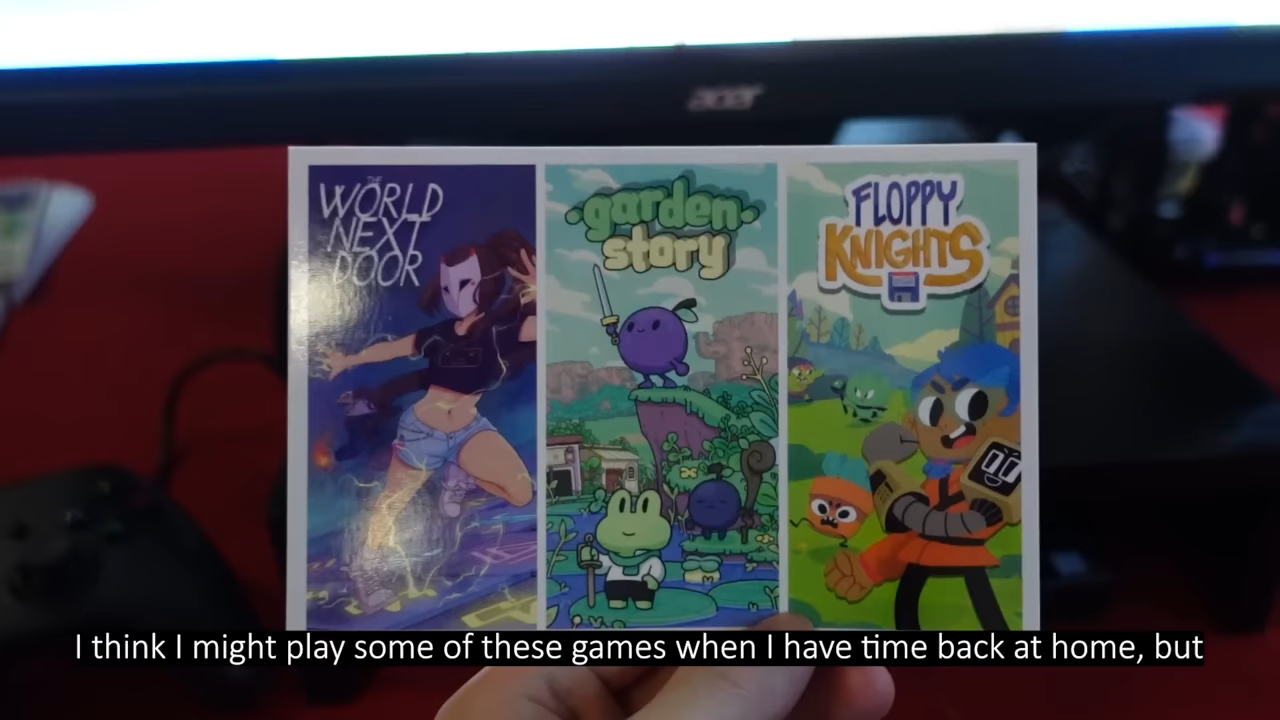 acer
THE
WORLD
NEXT
DOOR
garden
story
FLOPPY
KNIGHTS
I think I might play some of these games when I have time back at home, but